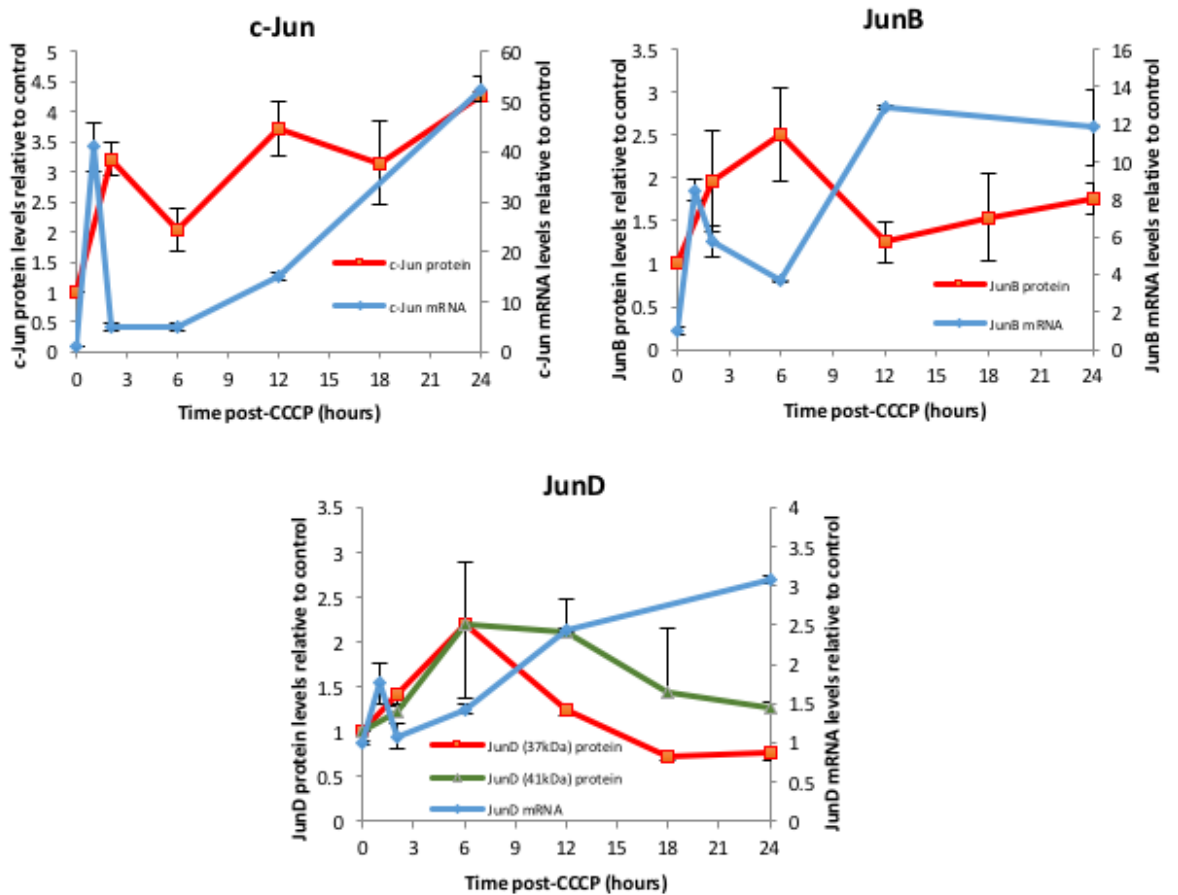 c-Jun
c-Jun protein levels relative to control
5
4.5
4
3.5
3
2.5
2
1.5
1
0.5
0
60
50
40
30
20
10
0
c-Jun mRNA levels relative to control
c-Jun protein
c-Jun mRNA
0 3 6 9 12 15 18 21 24
Time post-CCCP (hours)
JunB
JunB protein levels relative to control
3.5
3
2.5
2
1.5
1
0.5
0
16
14
12
10
8
6
4
2
0
JunB mRNA levels relative to control
JunB protein
JunB mRNA
0 3 6 9 12 15 18 21 24
Time post-CCCP (hours)
JunD
JunD protein levels relative to control
3.5
3
2.5
2
1.5
1
0.5
0
4
3.5
3
2.5
2
1.5
1
0.5
0
JunD mRNA levels relative to control
JunD (37kDa) protein
JunD (41kDa) protein
JunD mRNA
0 3 6 9 12 15 18 21 24
Time post-CCCP (hours)